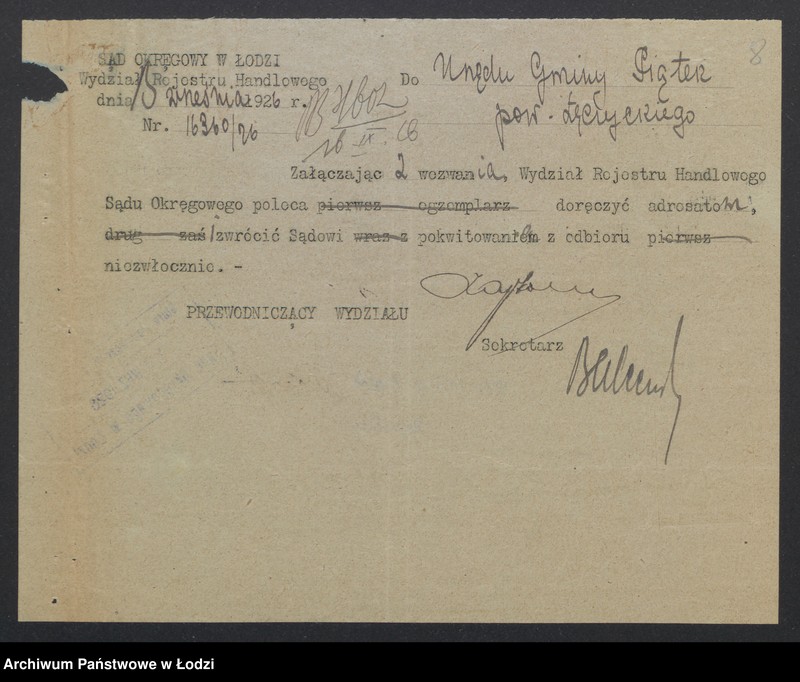 8
SĄD OKRĘGOWY W ŁODZI
Wydział Rejestru Handlowego
dnia 13 września 1926 r.
Nr. 16360/26
Do Urzędu Gminy Piątek
pow. Łęczyckiego
Załączając 2 wezwania, Wydział Rejestru Handlowego
Sądu Okręgowego poleca pierwsz egzemplarz doręczyć adresatom,
drug zaś i zwrócić Sądowi wraz z pokwitowaniem z odbioru pierwsz
niezwłocznie. -
PRZEWODNICZĄCY WYDZIAŁU
Sekretarz
Archiwum Państwowe w Łodzi